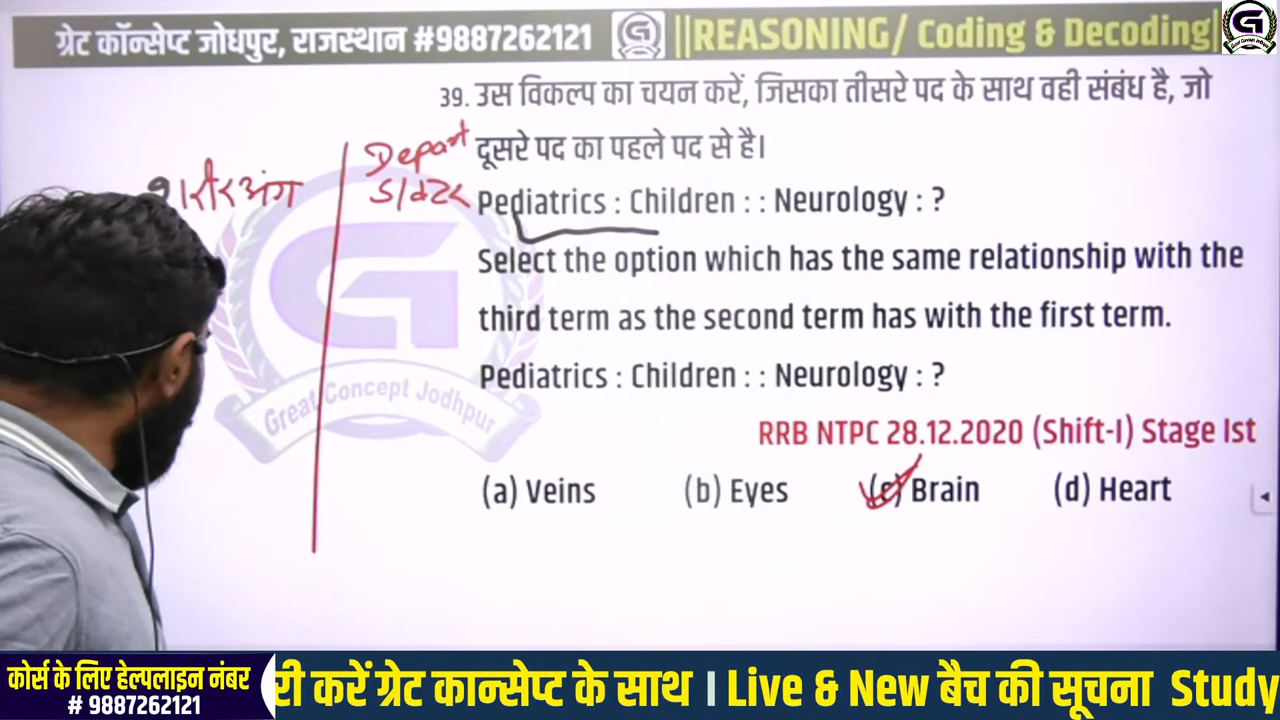 ग्रेट कॉन्सेप्ट जोधपुर, राजस्थान #9887262121 ||REASONING/ Coding & Decoding||
39. उस विकल्प का चयन करें, जिसका तीसरे पद के साथ वही संबंध है, जो
दूसरे पद का पहले पद से है।
Depart
शरीर अंग
Pediatrics : Children : : Neurology : ?
Select the option which has the same relationship with the
third term as the second term has with the first term.
Pediatrics : Children : : Neurology : ?
Great Concept Jodhpur
RRB NTPC 28.12.2020 (Shift-I) Stage Ist
(a) Veins (b) Eyes (c) Brain (d) Heart
कोर्स के लिए हेल्पलाइन नंबर
# 9887262121
री करें ग्रेट कान्सेप्ट के साथ । Live & New बैच की सूचना Study